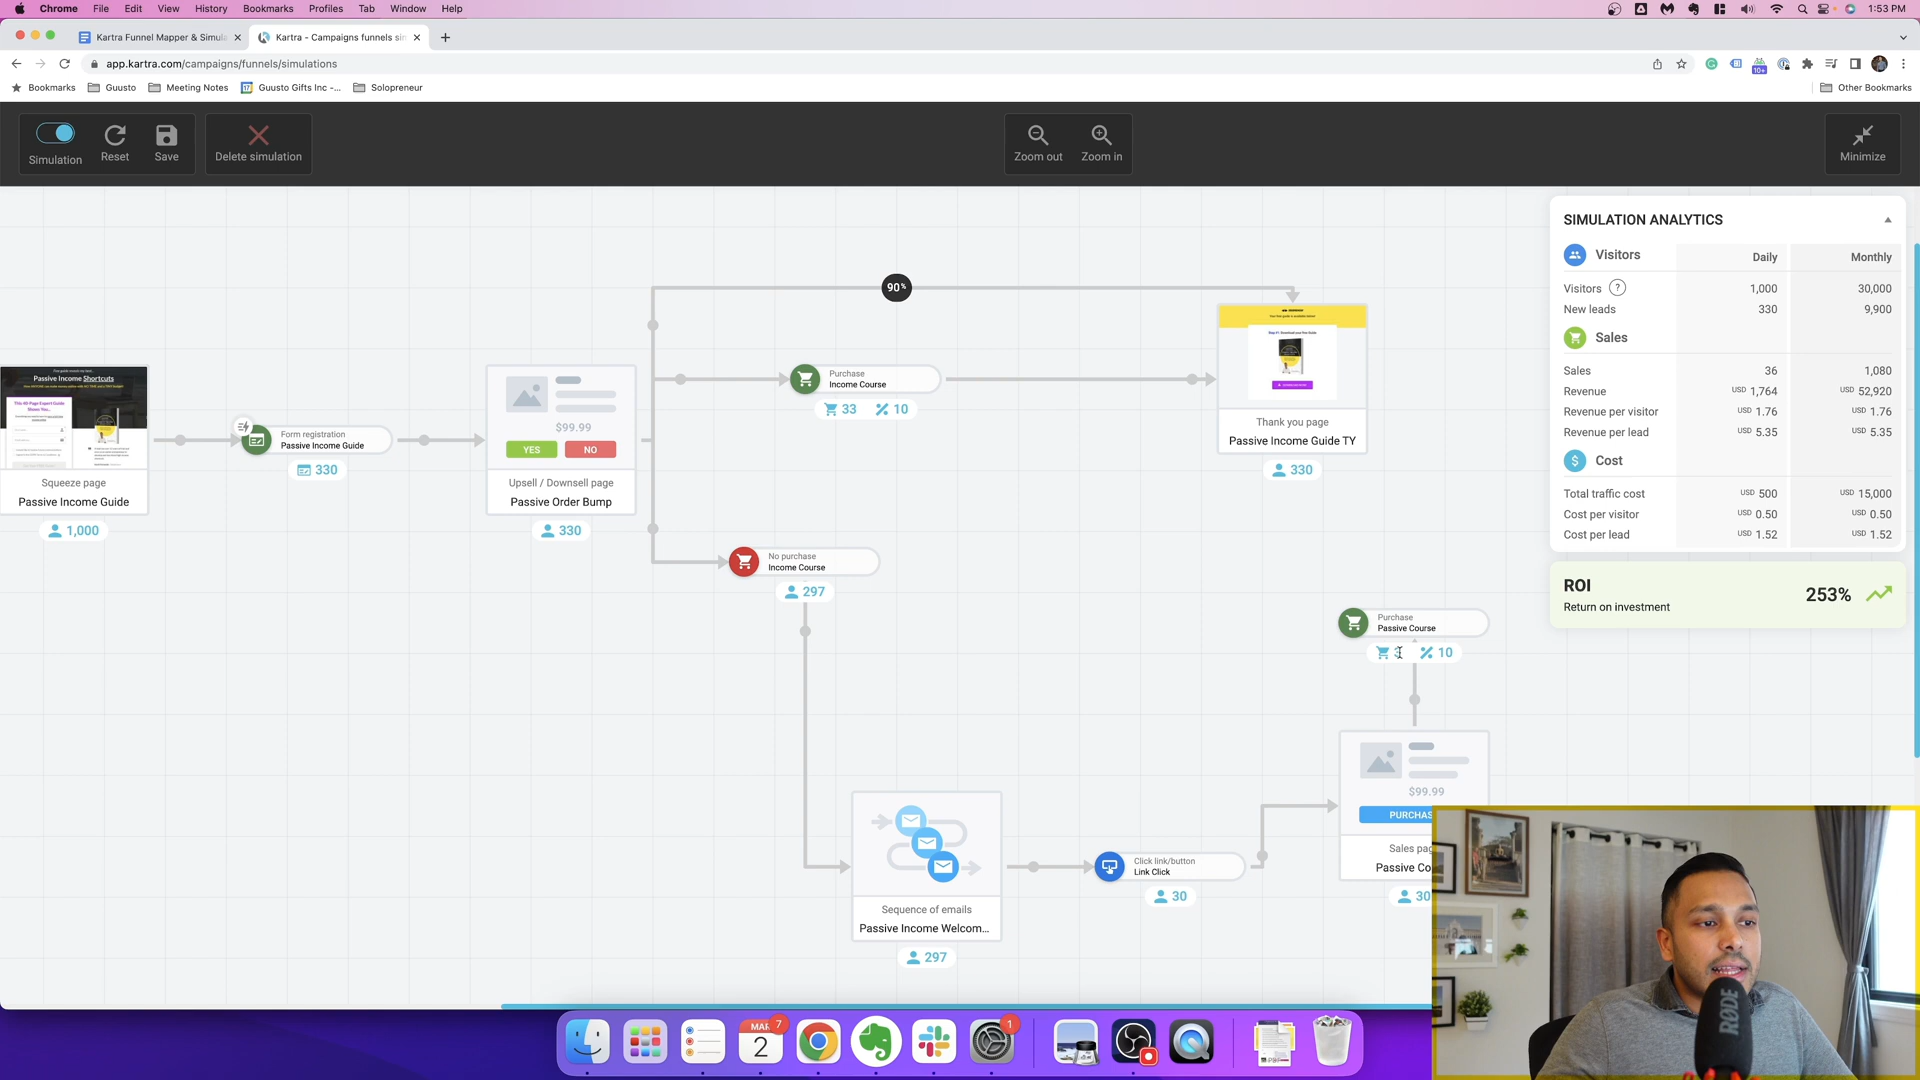 Chrome File Edit View History Bookmarks Profiles Tab Window Help
1:53 PM
Kartra Funnel Mapper & Simula
Kartra - Campaigns funnels sim
app.kartra.com/campaigns/funnels/simulations
Bookmarks
Guusto
Meeting Notes
Guusto Gifts Inc -...
Solopreneur
Other Bookmarks
10+
17
Simulation
Reset
Save
Delete simulation
Zoom out
Zoom in
Minimize
SIMULATION ANALYTICS
Visitors Daily Monthly
Visitors ? 1,000 30,000
New leads 330 9,900
Sales
Sales 36 1,080
Revenue USD 1,764 USD 52,920
Revenue per visitor USD 1.76 USD 1.76
Revenue per lead USD 5.35 USD 5.35
Cost
Total traffic cost USD 500 USD 15,000
Cost per visitor USD 0.50 USD 0.50
Cost per lead USD 1.52 USD 1.52
ROI
Return on investment
253%
90%
Passive Income Shortcuts
Squeeze page
Passive Income Guide
1,000
Form registration
Passive Income Guide
330
$99.99
YES
NO
Upsell / Downsell page
Passive Order Bump
330
Purchase
Income Course
33 10
Thank you page
Passive Income Guide TY
330
No purchase
Income Course
297
Purchase
Passive Course
10
$99.99
PURCHAS
Sales pag
Passive Co
30
Sequence of emails
Passive Income Welcom...
297
Click link/button
Link Click
30
MAR
7
2
1
RØDE